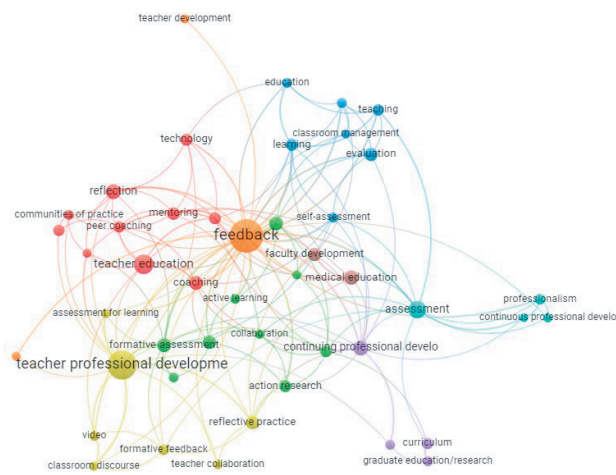 teacher development
education
teaching
technology
classroom management
learning
evaluation
reflection
communities of practice
mentoring
self-assessment
peer coaching
feedback
faculty development
teacher education
medical education
coaching
professionalism
active learning
assessment
continuous professional develo
assessment for learning
collaboration
formative assessment
continuing professional develo
teacher professional developme
action research
reflective practice
video
curriculum
formative feedback
graduate education/research
classroom discourse
teacher collaboration